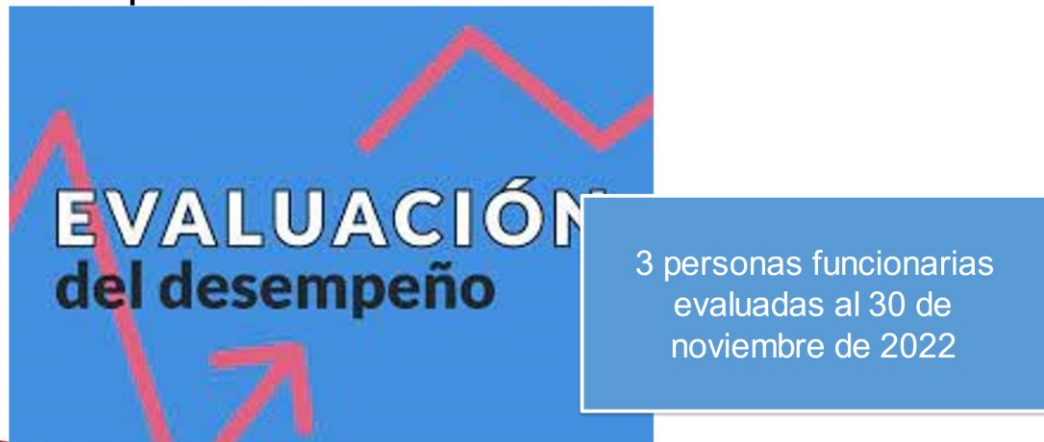 EVALUACIÓN
del desempeño
3 personas funcionarias
evaluadas al 30 de
noviembre de 2022